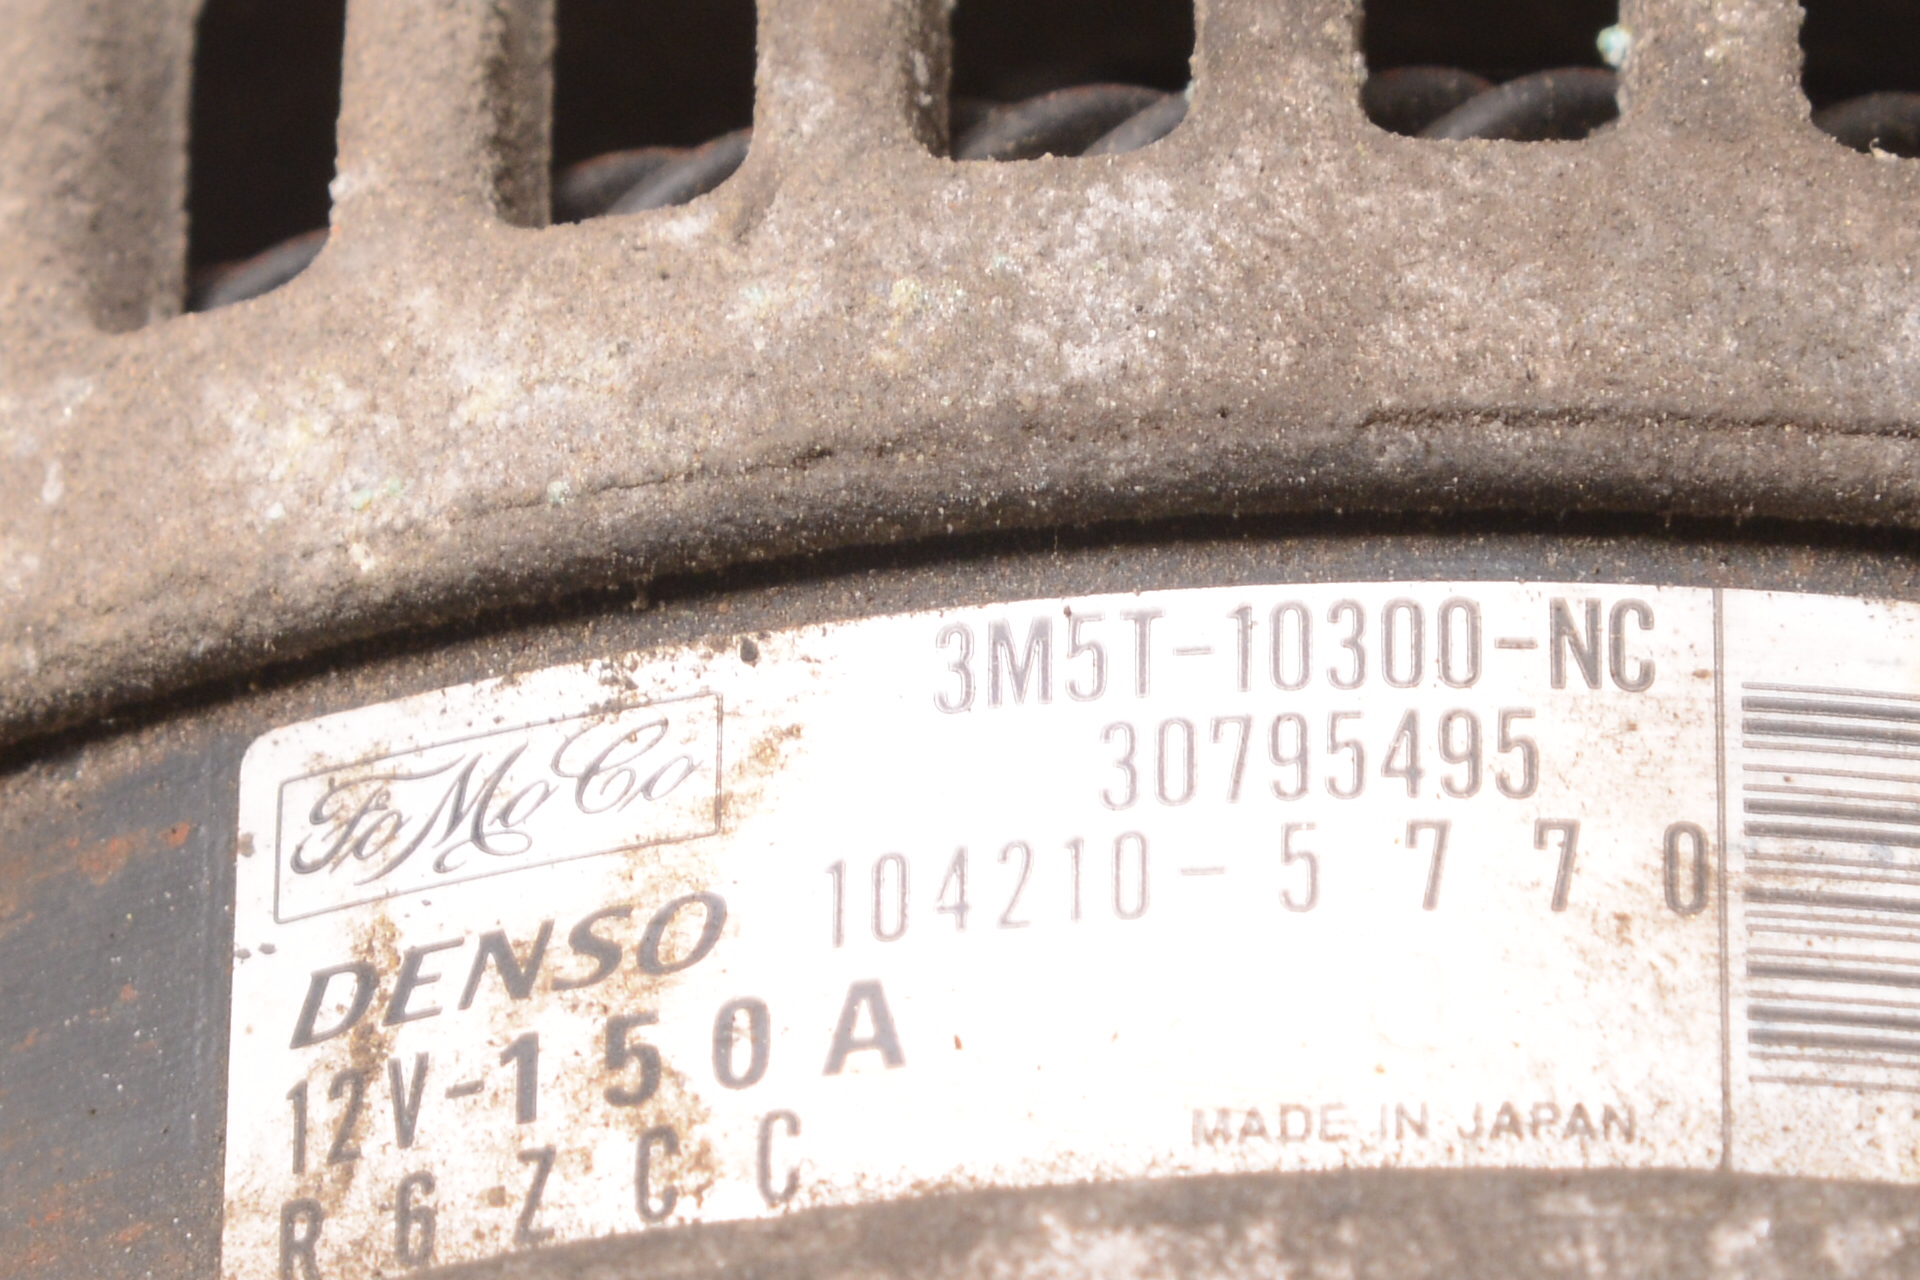 3M5T-10300-NC
30795495
FoMoCo
104210-5770
DENSO
12V-150A
R6ZCC
MADE IN JAPAN